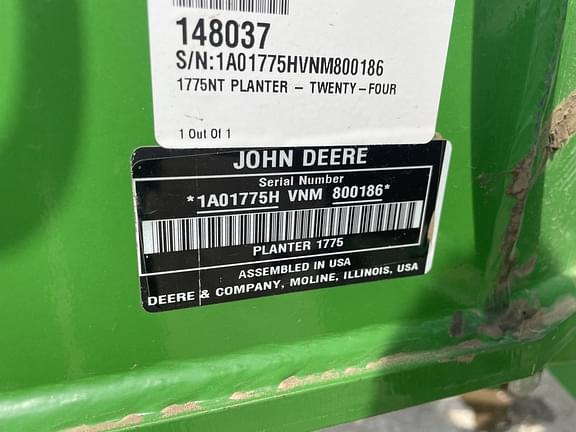 148037
S/N:1A01775HVNM800186
1775NT PLANTER - TWENTY-FOUR
1 Out Of 1
JOHN DEERE
Serial Number
*1A01775H VNM 800186*
PLANTER 1775
ASSEMBLED IN USA
DEERE & COMPANY, MOLINE, ILLINOIS, USA